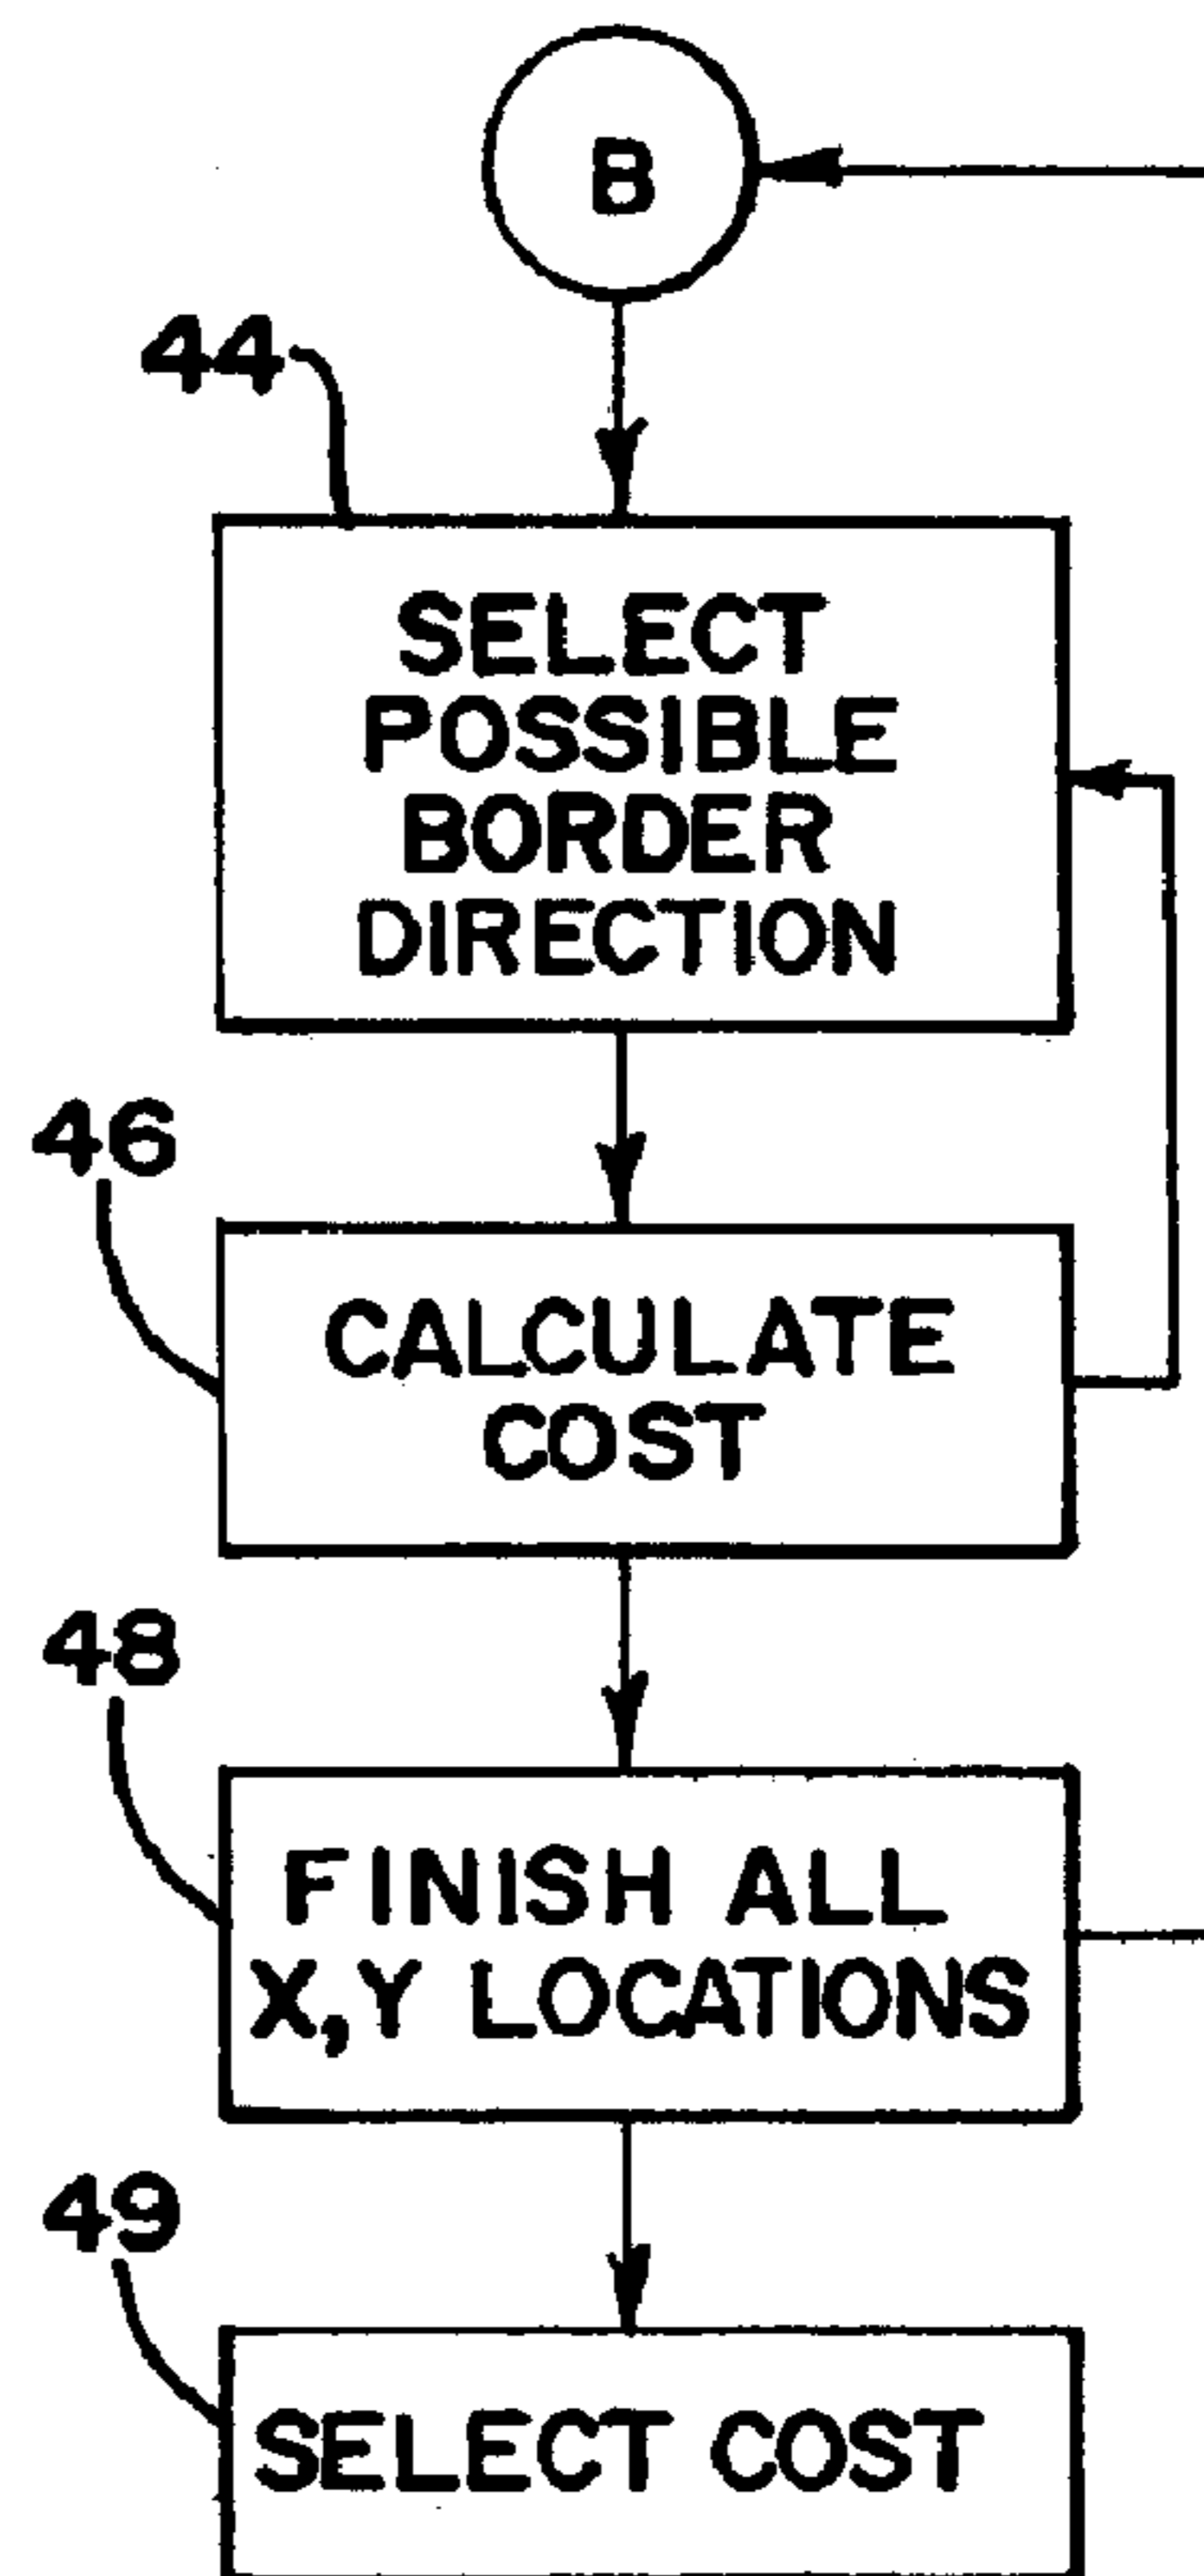 B
44
SELECT
POSSIBLE
BORDER
DIRECTION
46
CALCULATE
COST
48
FINISH ALL
X,Y LOCATIONS
49
SELECT COST